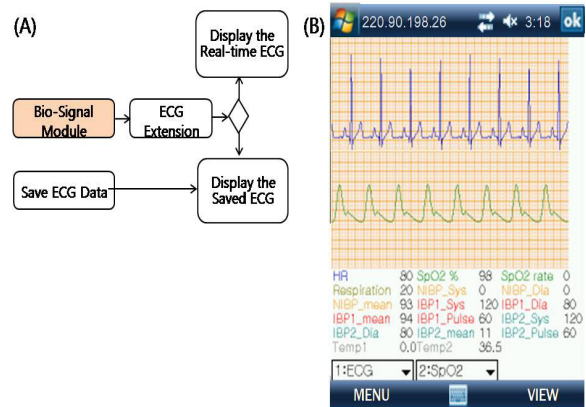 (A)
Display the
Real-time ECG
Bio-Signal
Module
ECG
Extension
Save ECG Data
Display the
Saved ECG
(B)
220.90.198.26 3:18 ok
HR 80 SpO2 % 98 SpO2 rate 0
Respiration 20 NIBP_Sys 0 NIBP_Dia 0
NIBP_mean 93 IBP1_Sys 120 IBP1_Dia 80
IBP1_mean 94 IBP1_Pulse 60 IBP2_Sys 120
IBP2_Dia 80 IBP2_mean 11 IBP2_Pulse 60
Temp1 0.0 Temp2 36.5
1:ECG 2:SpO2
MENU VIEW